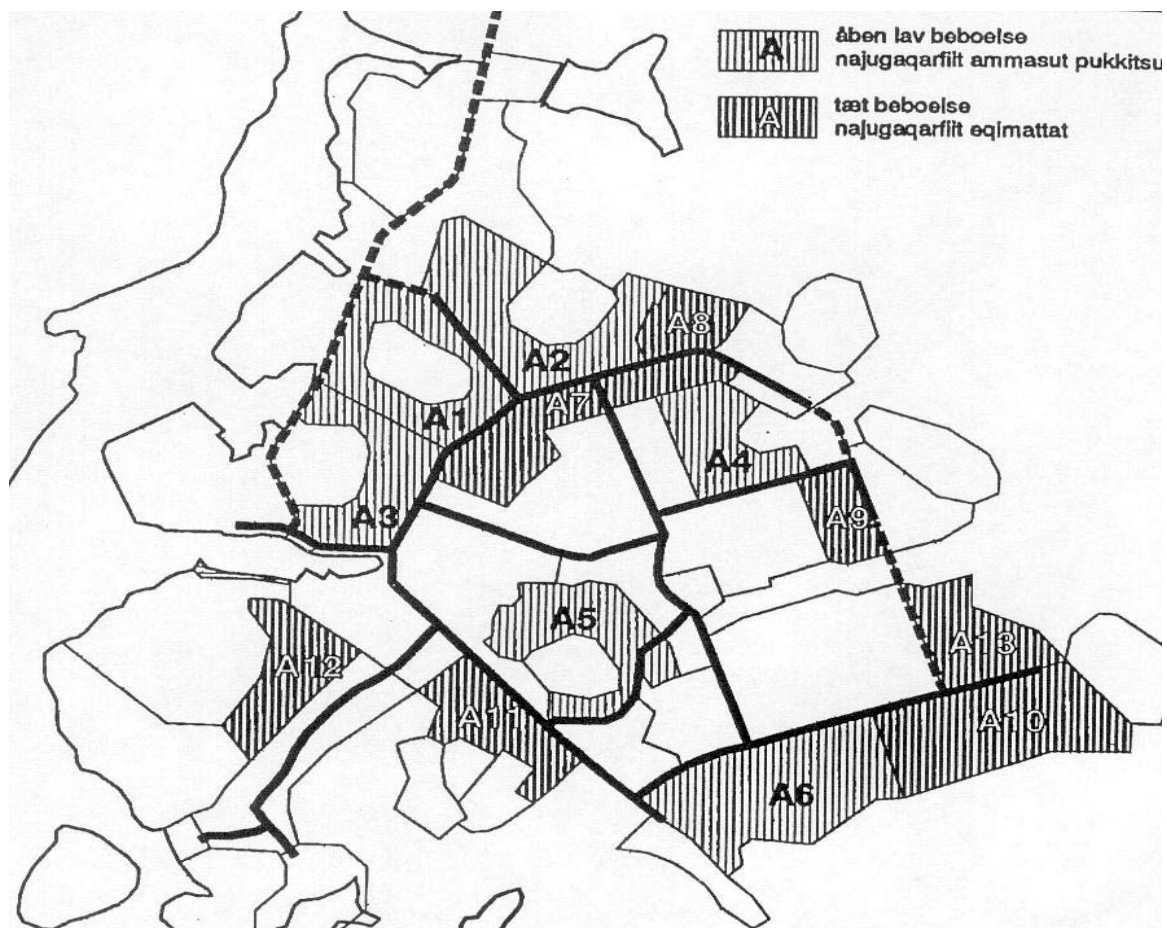 A åben lav beboelse
najugaqarfiit ammasut pukkitsu
A tæt beboelse
najugaqarfiit eqimattat
A8
A2
A7
A1
A4
A3
A9
A5
A13
A12
A11
A10
A6